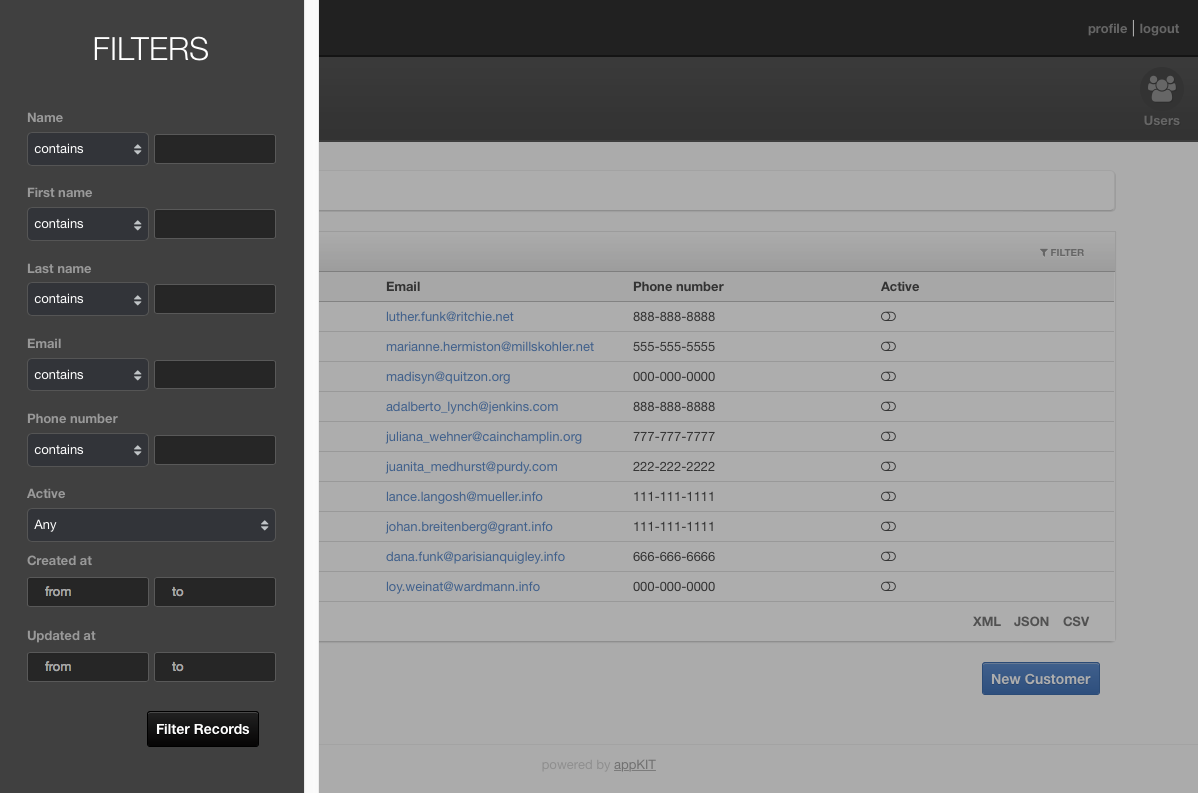 FILTERS
Name
contains
First name
contains
Last name
contains
Email
contains
Phone number
contains
Active
Any
Created at
from to
Updated at
from to
Filter Records
profile logout
Users
FILTER
Email Phone number Active
luther.funk@ritchie.net 888-888-8888
marianne.hermiston@millskohler.net 555-555-5555
madisyn@quitzon.org 000-000-0000
adalberto_lynch@jenkins.com 888-888-8888
juliana_wehner@cainchamplin.org 777-777-7777
juanita_medhurst@purdy.com 222-222-2222
lance.langosh@mueller.info 111-111-1111
johan.breitenberg@grant.info 111-111-1111
dana.funk@parisianquigley.info 666-666-6666
loy.weinat@wardmann.info 000-000-0000
XML JSON CSV
New Customer
powered by appKIT